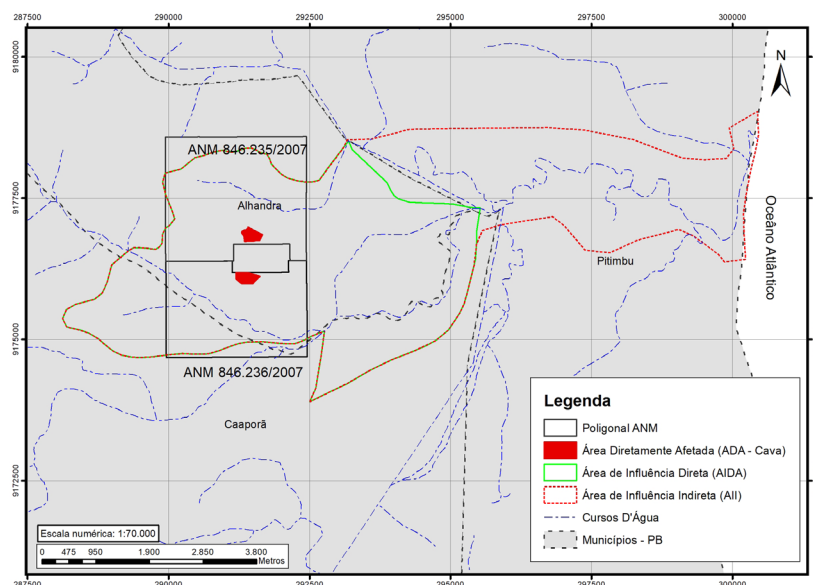 287500 290000 292500 295000 297500 300000
9180000
N
ANM 846.235/2007
9177500
Alhandra
Oceâno Atlântico
Pitimbu
9175000
ANM 846.236/2007
Caaporã
9172500
Legenda
Poligonal ANM
Área Diretamente Afetada (ADA - Cava)
Área de Influência Direta (AIDA)
Área de Influência Indireta (AII)
Cursos D'Água
Municípios - PB
Escala numérica: 1:70.000
0 475 950 1.900 2.850 3.800
Metros
287500 290000 292500 295000 297500 300000